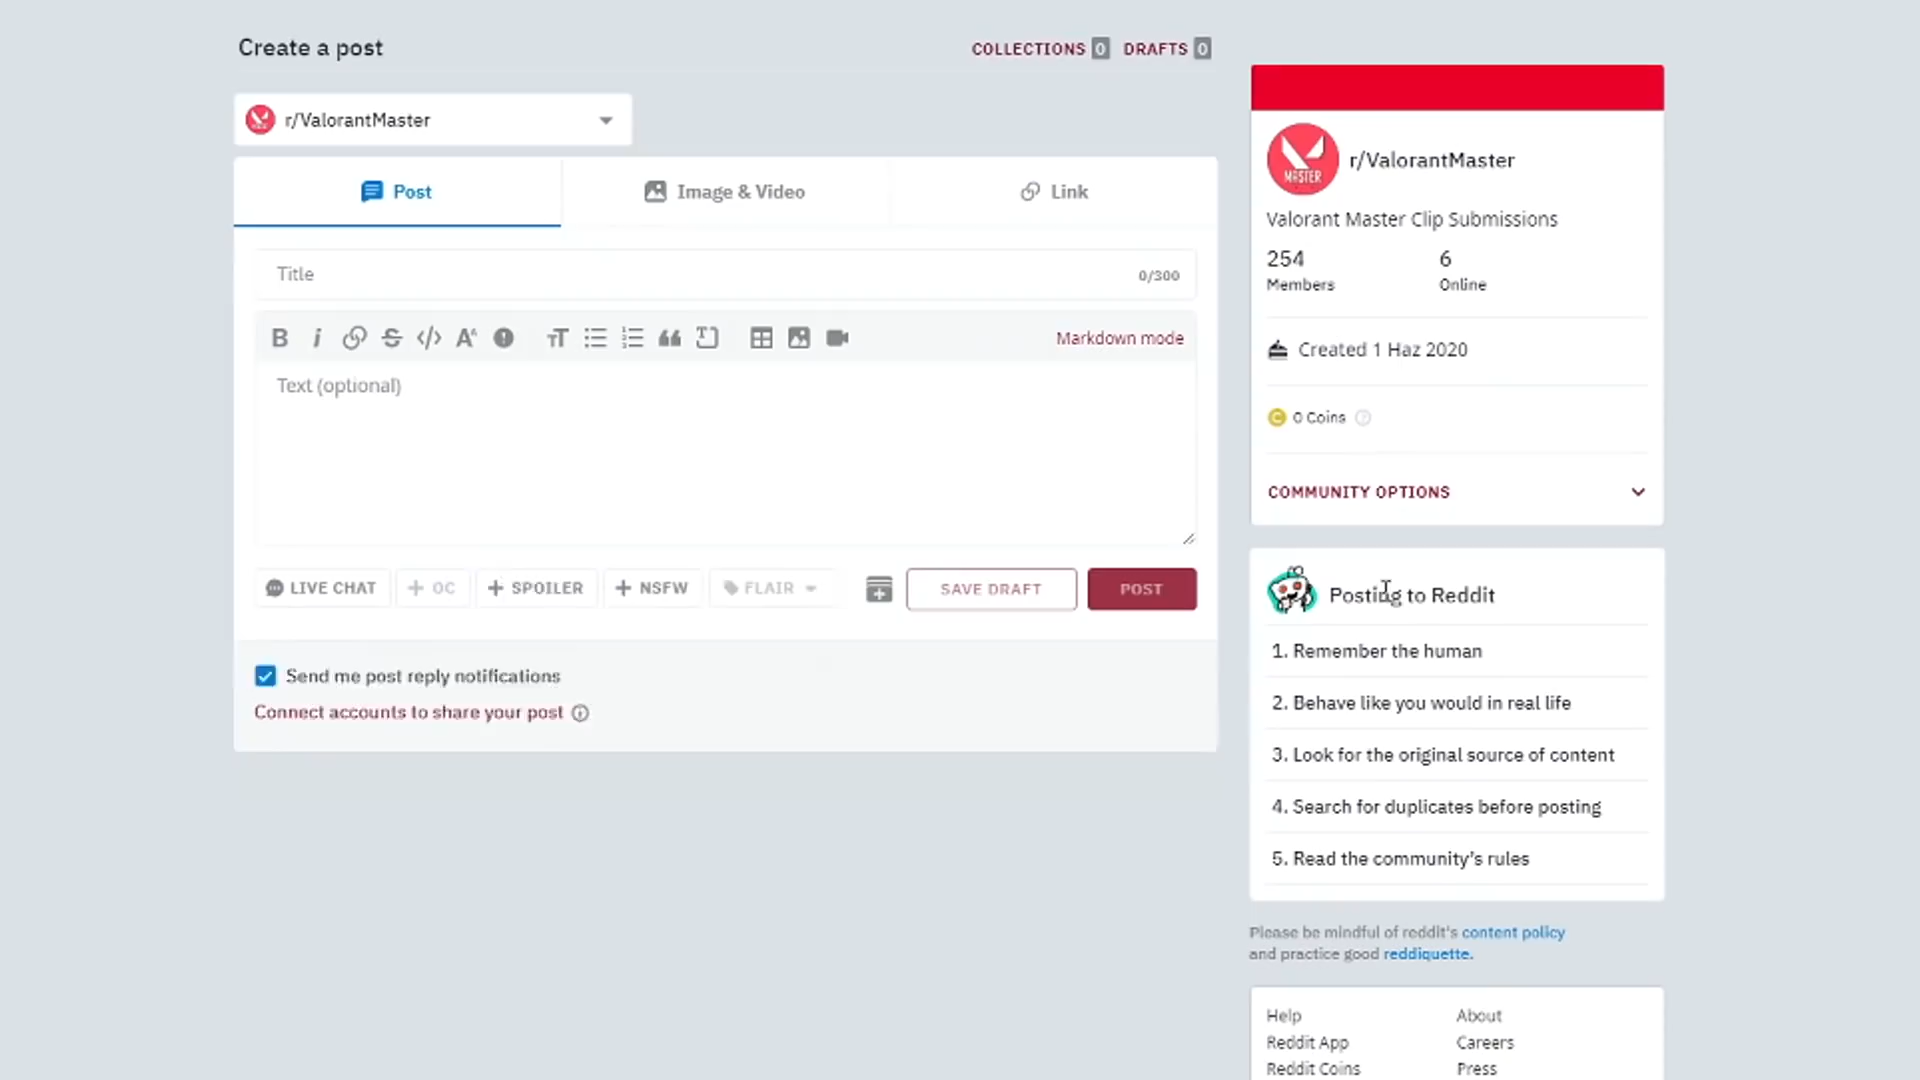 Create a post
COLLECTIONS 0 DRAFTS 0
r/ValorantMaster
Post
Image & Video
Link
Title
0/300
Markdown mode
Text (optional)
LIVE CHAT
+ OC
+ SPOILER
+ NSFW
FLAIR
SAVE DRAFT
POST
Send me post reply notifications
Connect accounts to share your post
MASTER
r/ValorantMaster
Valorant Master Clip Submissions
254 6
Members Online
Created 1 Haz 2020
0 Coins
COMMUNITY OPTIONS
Posting to Reddit
1. Remember the human
2. Behave like you would in real life
3. Look for the original source of content
4. Search for duplicates before posting
5. Read the community's rules
Please be mindful of reddit's content policy
and practice good reddiquette.
Help About
Reddit App Careers
Reddit Coins Press